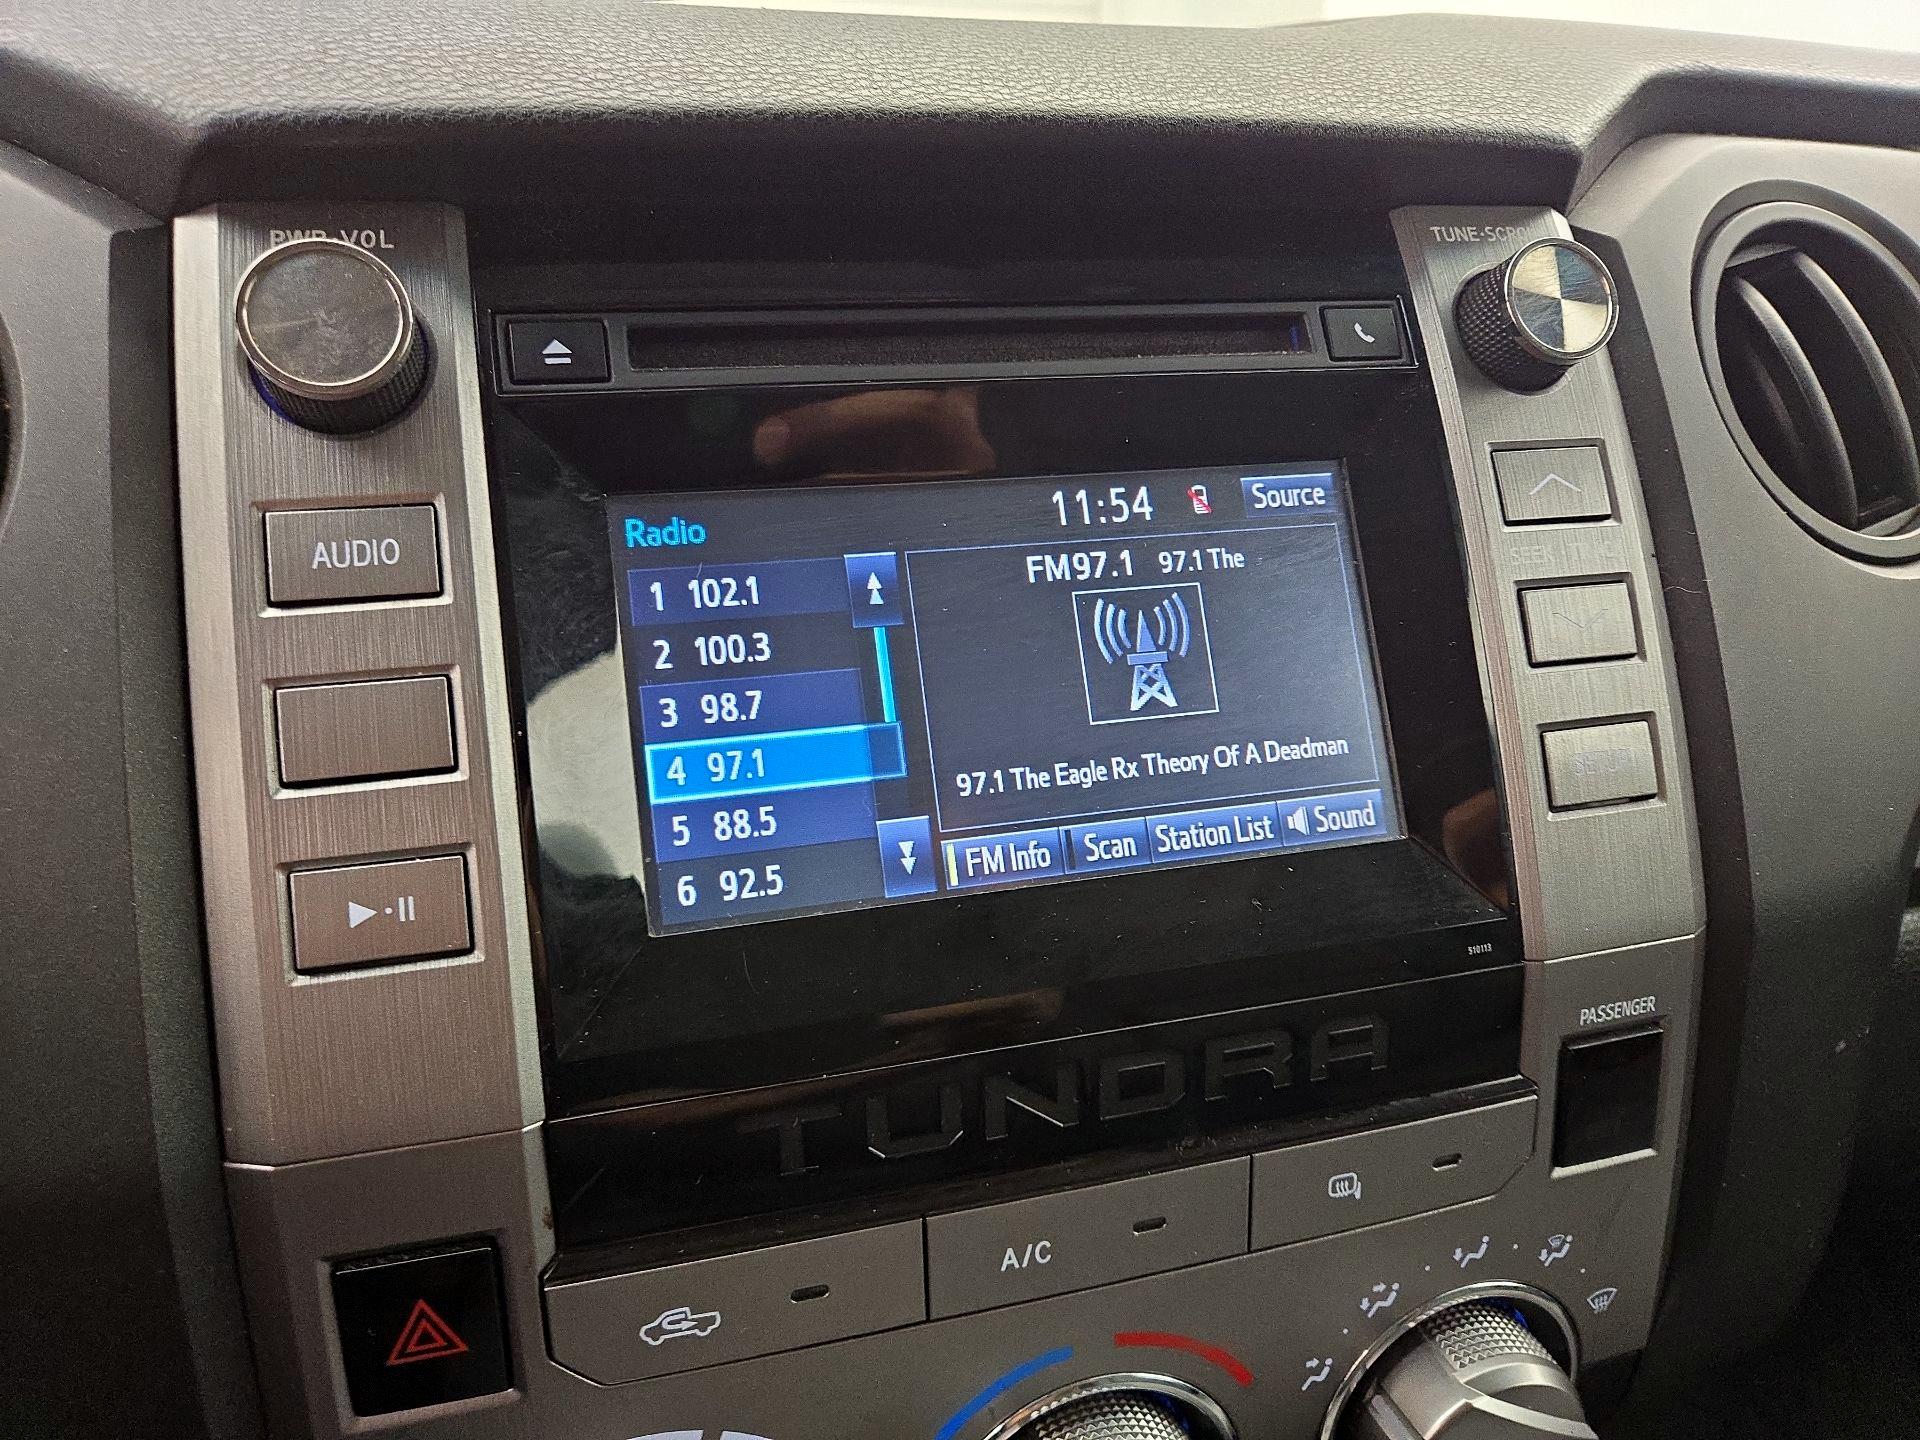 PWR·VOL
TUNE·SCROLL
AUDIO
Radio
11:54
Source
1 102.1
2 100.3
3 98.7
4 97.1
5 88.5
6 92.5
FM97.1 97.1 The
97.1 The Eagle Rx Theory Of A Deadman
FM Info
Scan
Station List
Sound
510113
TUNDRA
PASSENGER
A/C